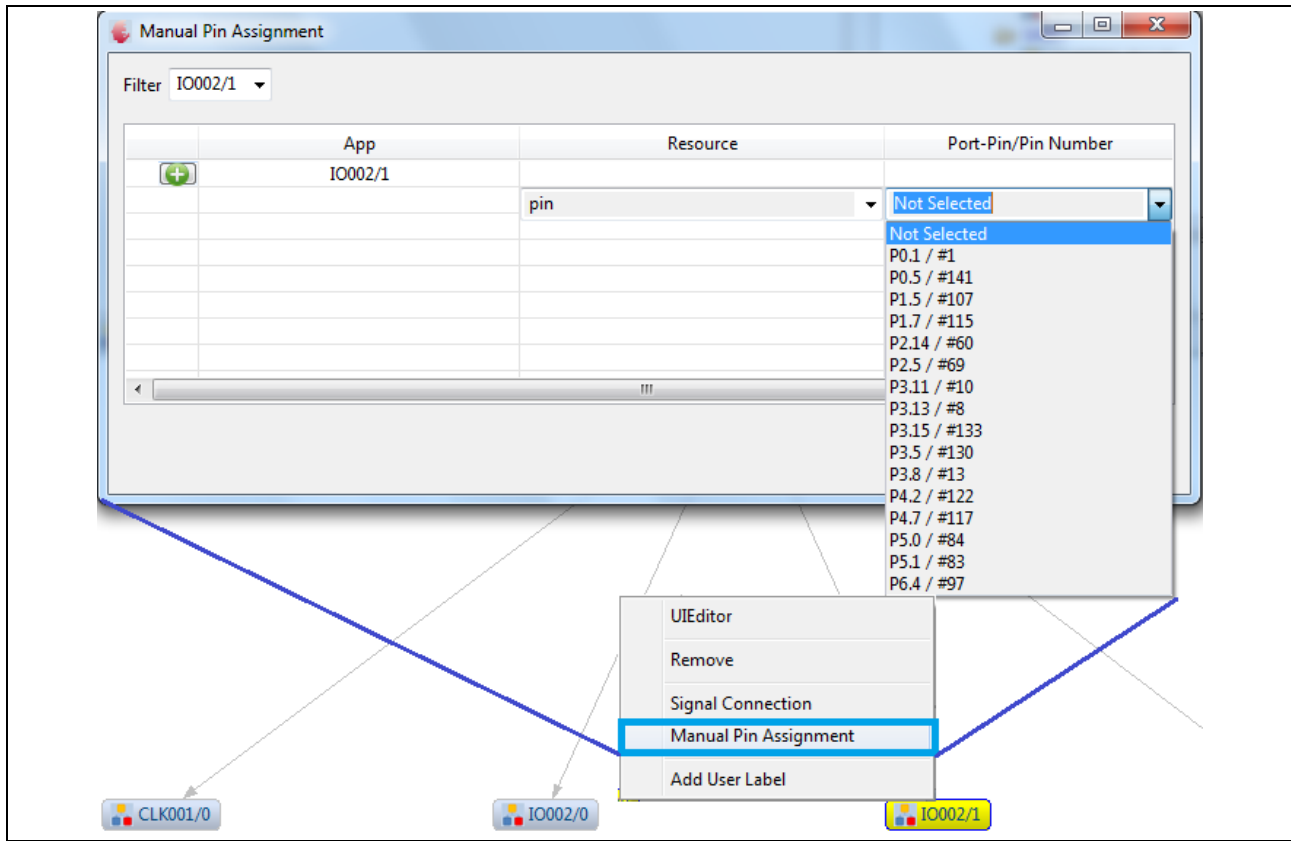 Manual Pin Assignment
Filter IO002/1
App Resource Port-Pin/Pin Number
IO002/1
pin Not Selected
Not Selected
P0.1 / #1
P0.5 / #141
P1.5 / #107
P1.7 / #115
P2.14 / #60
P2.5 / #69
P3.11 / #10
P3.13 / #8
P3.15 / #133
P3.5 / #130
P3.8 / #13
P4.2 / #122
P4.7 / #117
P5.0 / #84
P5.1 / #83
P6.4 / #97
UIEditor
Remove
Signal Connection
Manual Pin Assignment
Add User Label
CLK001/0 IO002/0 IO002/1